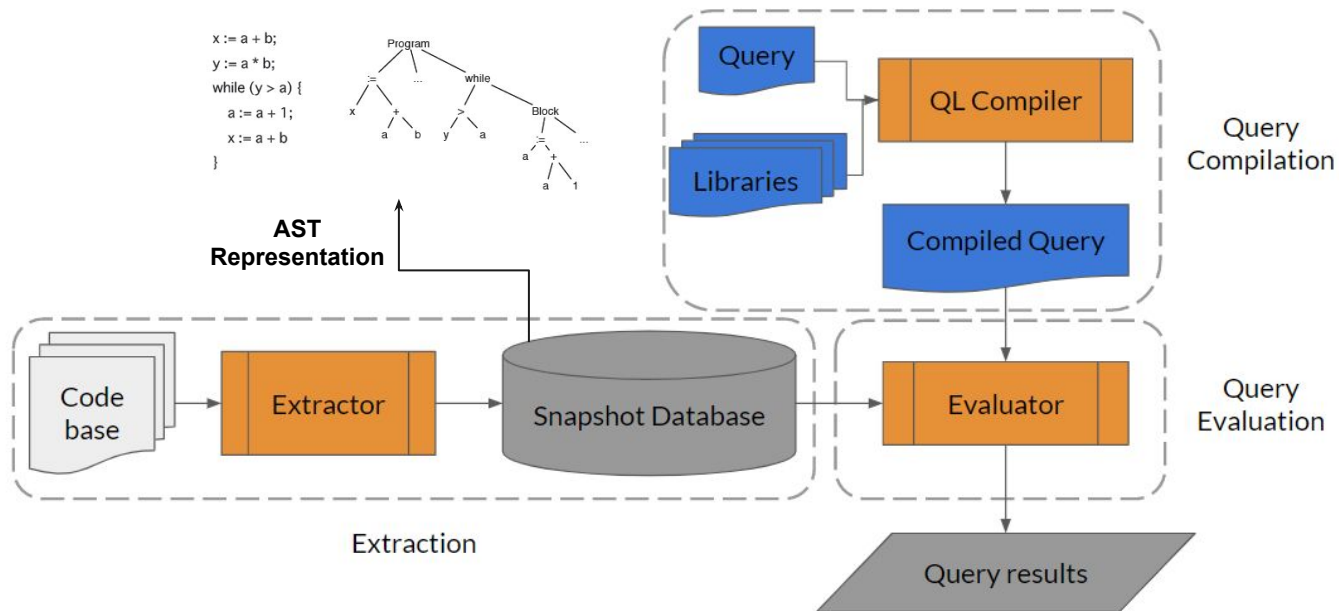 x := a + b;
y := a * b;
while (y > a) {
a := a + 1;
x := a + b
}
Program
:= ... while
x + > Block
a b y a := ...
a +
a 1
AST
Representation
Query
QL Compiler
Libraries
Compiled Query
Query
Compilation
Code
base
Extractor
Snapshot Database
Evaluator
Query
Evaluation
Extraction
Query results